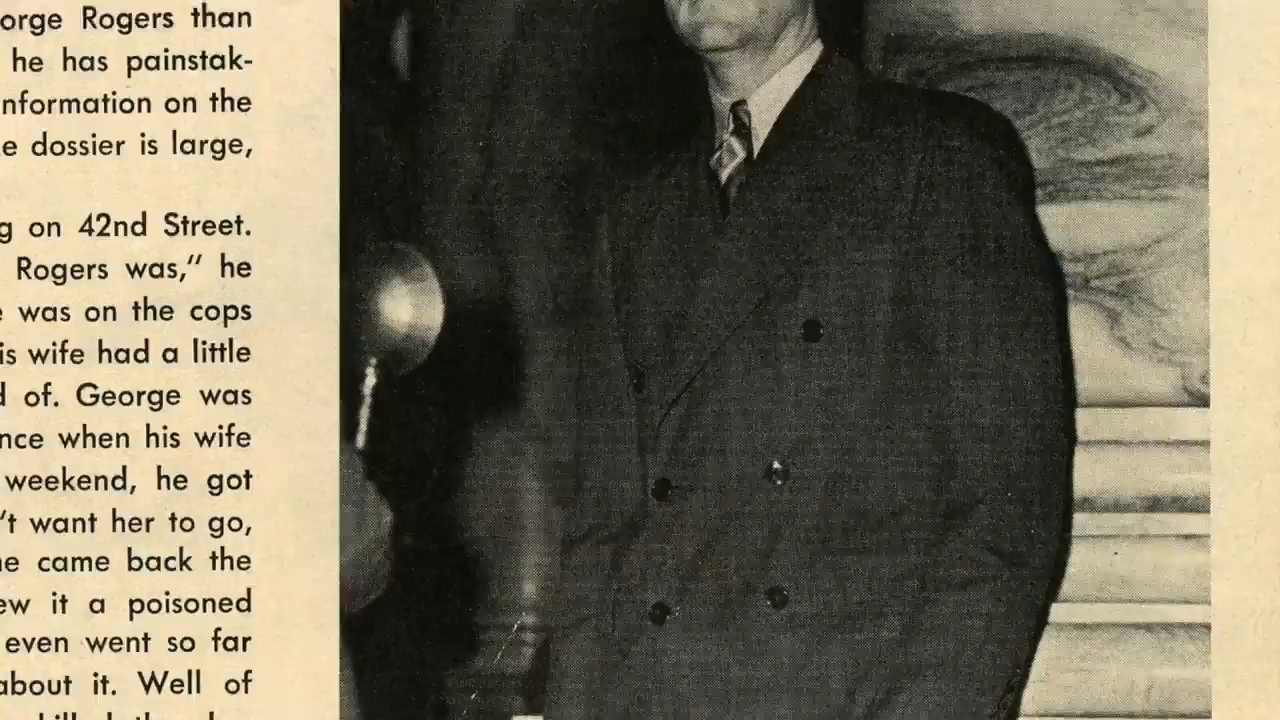 orge Rogers than
he has painstak-
nformation on the
e dossier is large,
g on 42nd Street.
Rogers was," he
e was on the cops
is wife had a little
d of. George was
nce when his wife
weekend, he got
't want her to go,
ne came back the
ew it a poisoned
even went so far
about it. Well of